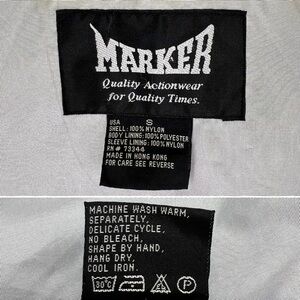 MARKER
Quality Actionwear
for Quality Times.
USA S
SHELL: 100% NYLON
BODY LINING: 100% POLYESTER
SLEEVE LINING: 100% NYLON
RN# 73344
MADE IN HONG KONG
FOR CARE SEE REVERSE
MACHINE WASH WARM,
SEPARATELY,
DELICATE CYCLE,
NO BLEACH,
SHAPE BY HAND,
HANG DRY,
COOL IRON.
30°C P